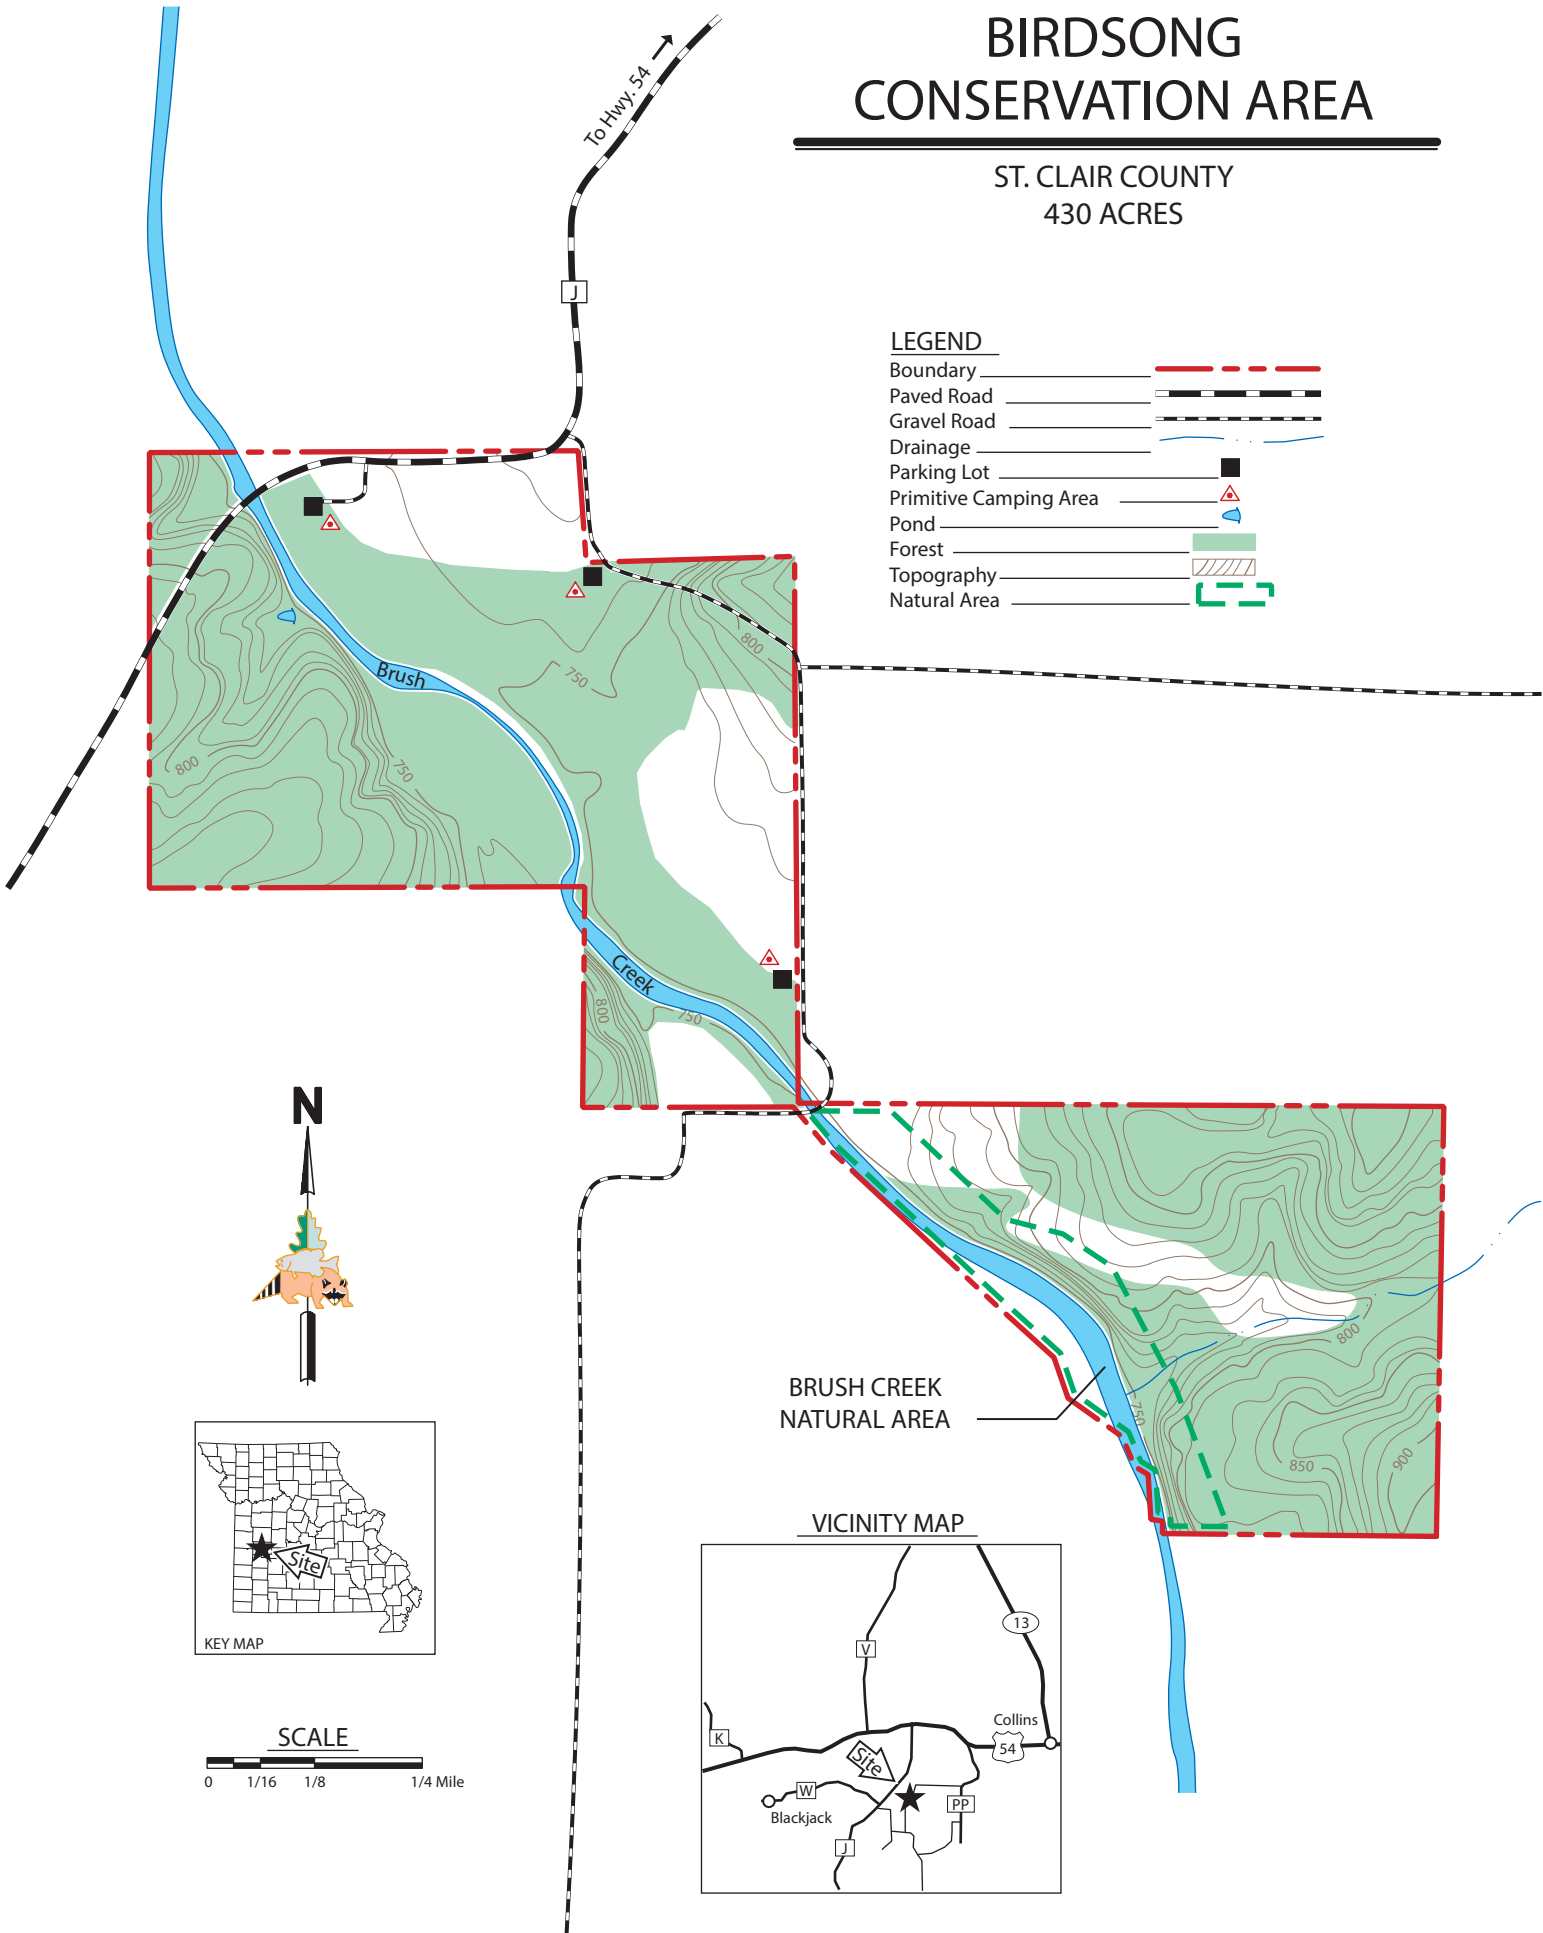 BIRDSONG
CONSERVATION AREA
ST. CLAIR COUNTY
430 ACRES
To Hwy. 54
J
LEGEND
Boundary
Paved Road
Gravel Road
Drainage
Parking Lot
Primitive Camping Area
Pond
Forest
Topography
Natural Area
800
Brush
750
800
750
Creek
800
750
N
800
BRUSH CREEK
NATURAL AREA
750
850
900
Site
KEY MAP
VICINITY MAP
13
V
K
Collins
54
Site
W
Blackjack
PP
J
SCALE
0 1/16 1/8 1/4 Mile